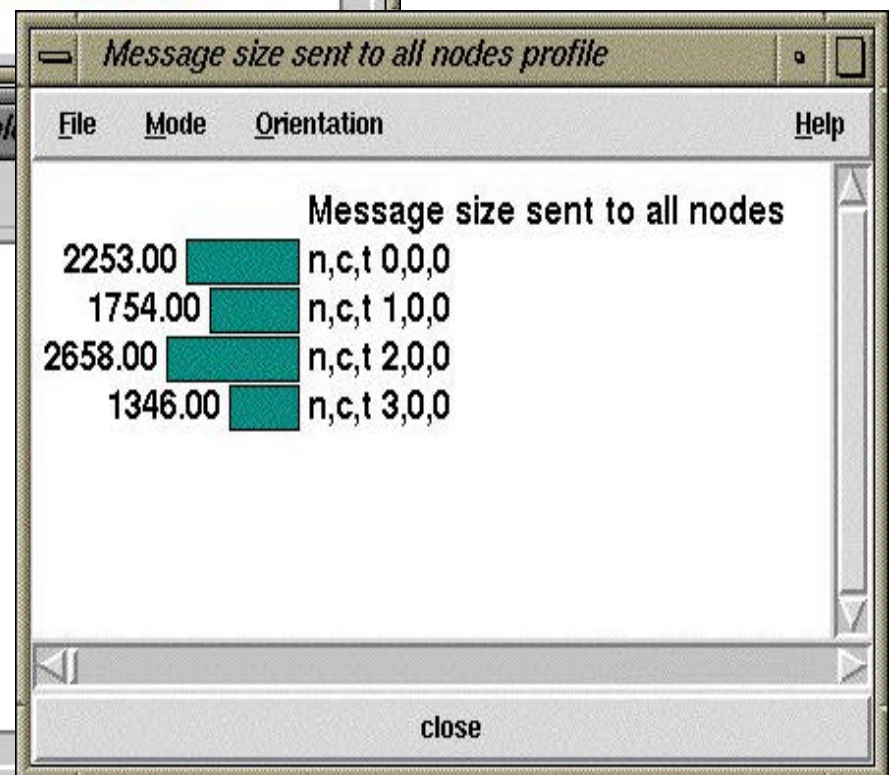 Message size sent to all nodes profile
File Mode Orientation Help
Message size sent to all nodes
2253.00 n,c,t 0,0,0
1754.00 n,c,t 1,0,0
2658.00 n,c,t 2,0,0
1346.00 n,c,t 3,0,0
close